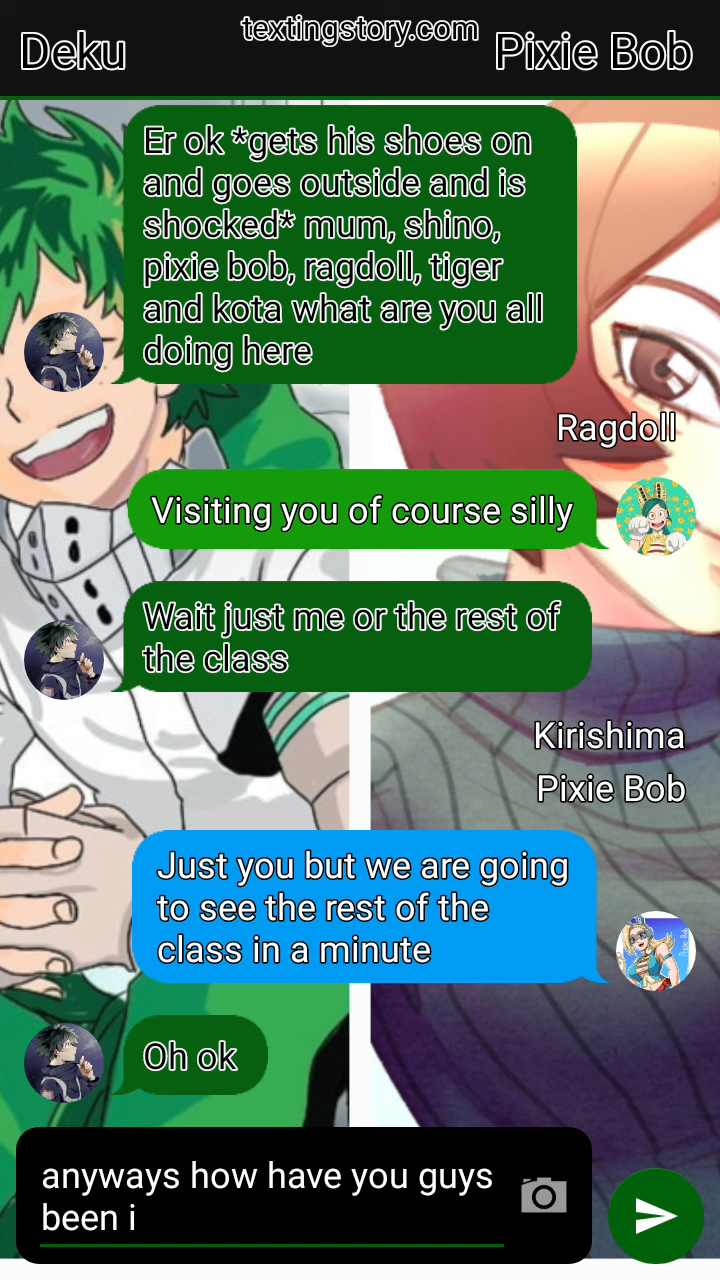 textingstory.com
Deku
Pixie Bob
Er ok *gets his shoes on
and goes outside and is
shocked* mum, shino,
pixie bob, ragdoll, tiger
and kota what are you all
doing here
Ragdoll
Visiting you of course silly
Wait just me or the rest of
the class
Kirishima
Pixie Bob
Just you but we are going
to see the rest of the
class in a minute
Oh ok
anyways how have you guys
been i